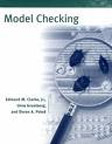 Model Checking
Edmund M. Clarke, Jr.,
Orna Grumberg,
and Doron A. Peled